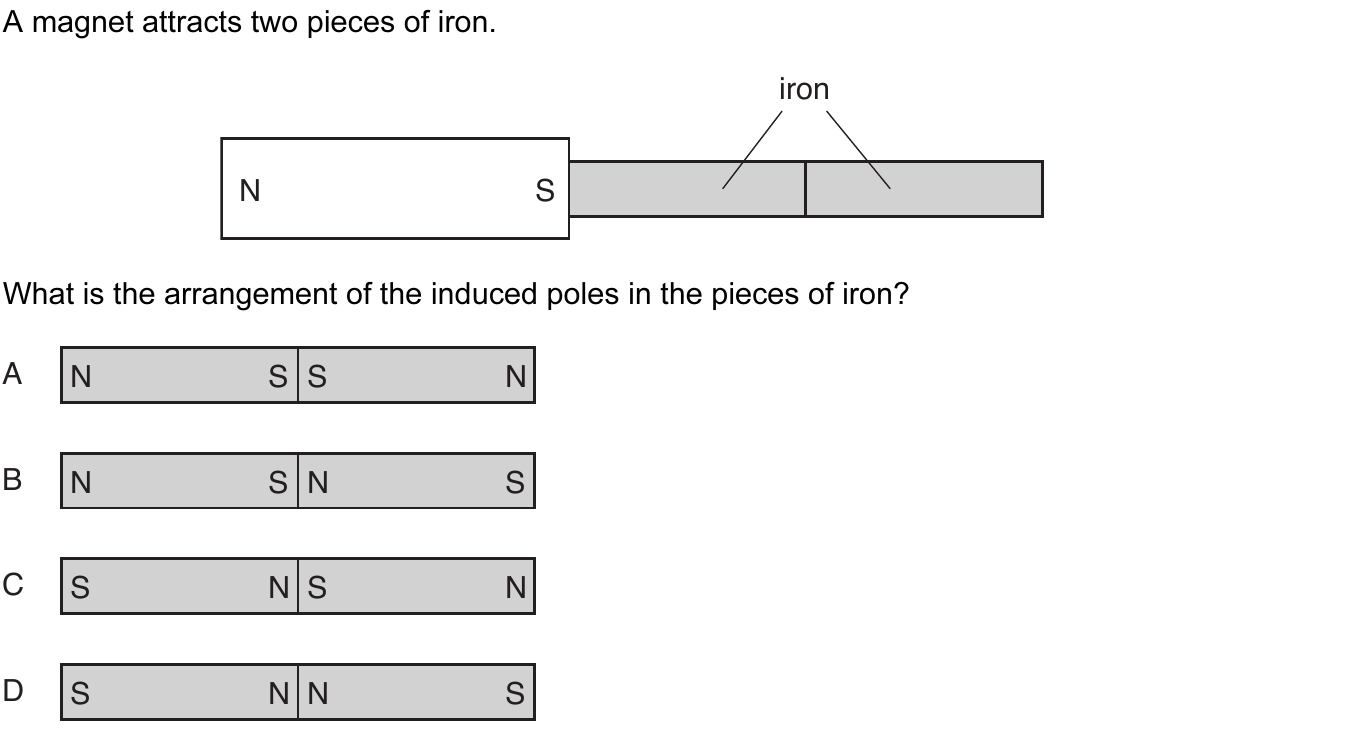 A magnet attracts two pieces of iron.
iron
N S
What is the arrangement of the induced poles in the pieces of iron?
A N S S N
B N S N S
C S N S N
D S N N S